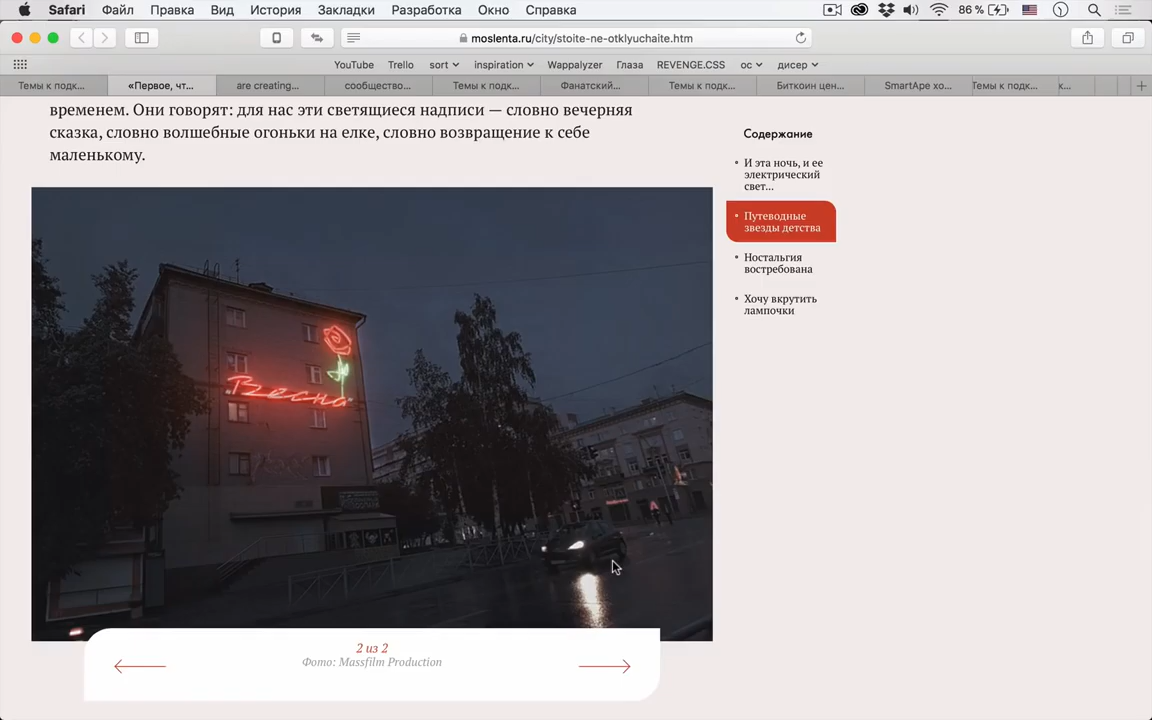 Safari Файл Правка Вид История Закладки Разработка Окно Справка 86 %
moslenta.ru/city/stoite-ne-otklyuchaite.htm
YouTube Trello sort inspiration Wappalyzer Глаза REVENGE.CSS ос дисер
Темы к подк... «Первое, чт... are creating... сообщество... Темы к подк... Фанатский... Темы к подк... Биткоин цен... SmartApe хо... Темы к подк... к...
временем. Они говорят: для нас эти светящиеся надписи — словно вечерняя
сказка, словно волшебные огоньки на елке, словно возвращение к себе
маленькому.
Содержание
И эта ночь, и ее
электрический
свет...
Путеводные
звезды детства
Ностальгия
востребована
Хочу вкрутить
лампочки
„Весна"
2 из 2
Фото: Massfilm Production